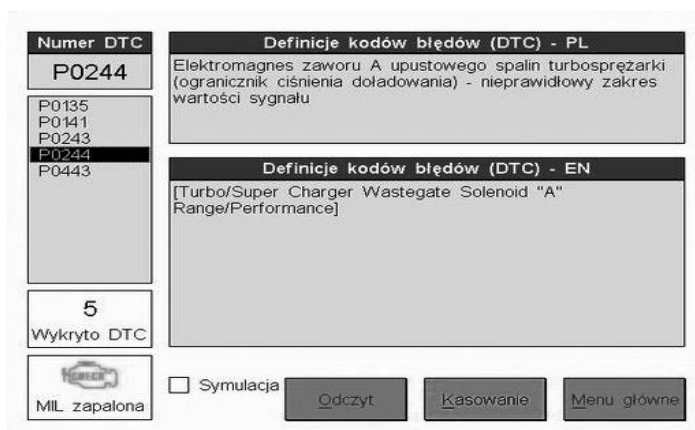 Numer DTC
P0244
P0135
P0141
P0243
P0244
P0443
5
Wykryto DTC
CHECK
MIL zapalona
Definicje kodów błędów (DTC) - PL
Elektromagnes zaworu A upustowego spalin turbosprężarki
(ogranicznik ciśnienia doładowania) - nieprawidłowy zakres
wartości sygnału
Definicje kodów błędów (DTC) - EN
[Turbo/Super Charger Wastegate Solenoid "A"
Range/Performance]
Symulacja
Odczyt
Kasowanie
Menu główne